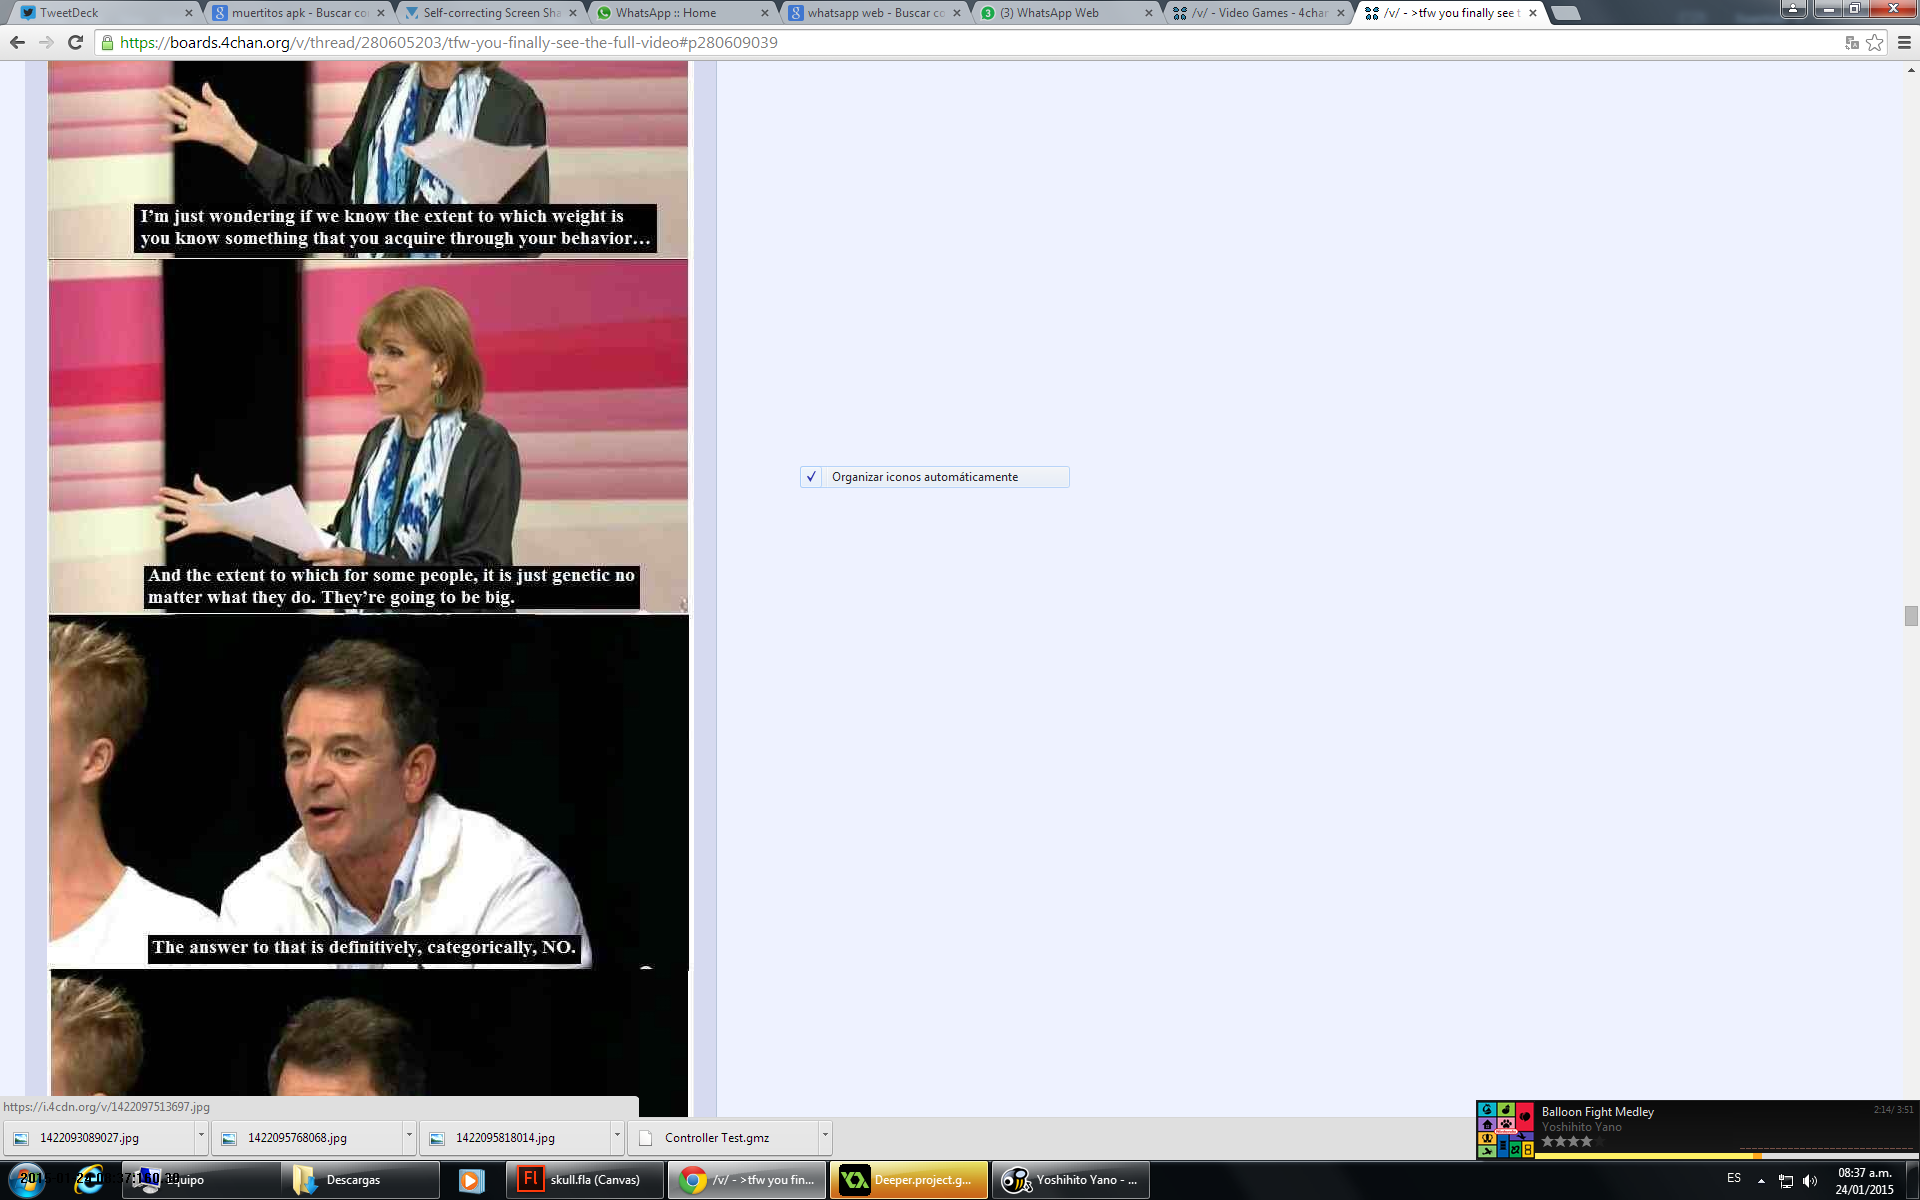 TweetDeck
muertitos apk - Buscar co
Self-correcting Screen Sha
WhatsApp :: Home
whatsapp web - Buscar co
(3) WhatsApp Web
/v/ - Video Games - 4chan
/v/ - >tfw you finally see t
https://boards.4chan.org/v/thread/280605203/tfw-you-finally-see-the-full-video#p280609039
I'm just wondering if we know the extent to which weight is
you know something that you acquire through your behavior...
Organizar iconos automáticamente
And the extent to which for some people, it is just genetic no
matter what they do. They're going to be big.
The answer to that is definitively, categorically, NO.
https://i.4cdn.org/v/1422097513697.jpg
1422093089027.jpg
1422095768068.jpg
1422095818014.jpg
Controller Test.gmz
Balloon Fight Medley
2:14/ 3:51
Yoshihito Yano
Equipo
Descargas
skull.fla (Canvas)
/v/ - >tfw you fin...
Deeper.project.g...
Yoshihito Yano - ...
ES
08:37 a.m.
24/01/2015